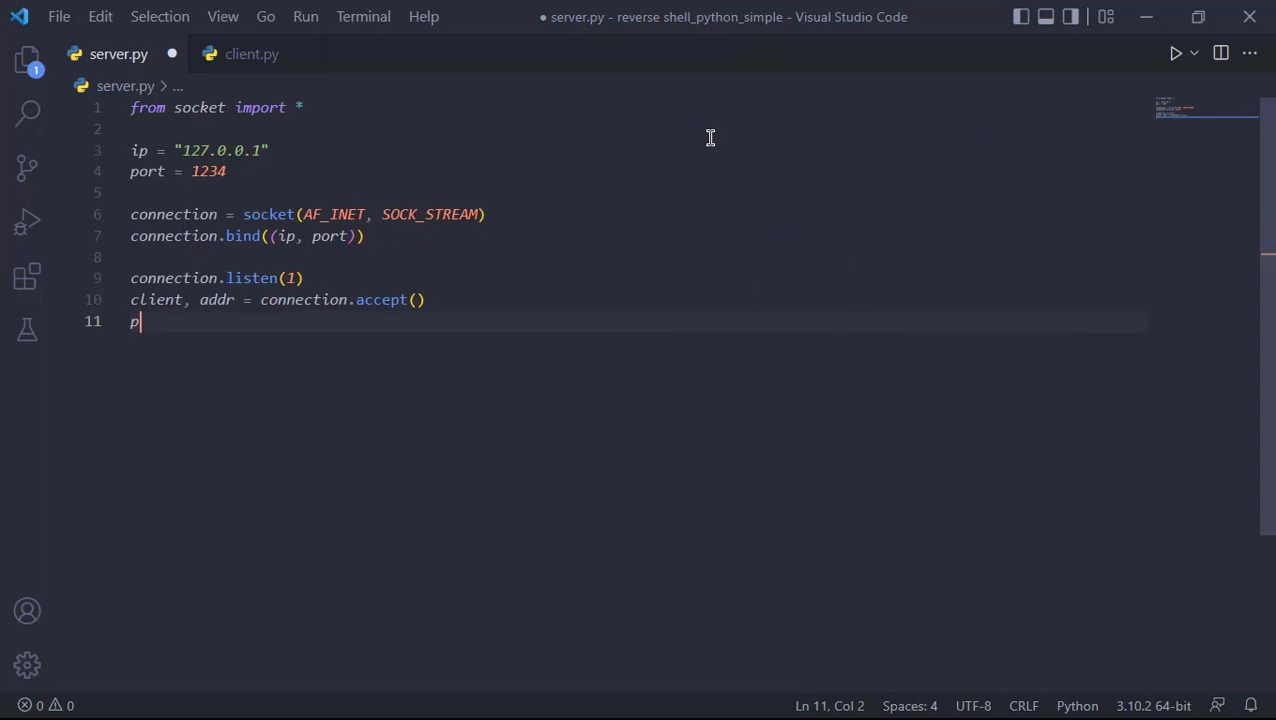 File Edit Selection View Go Run Terminal Help ● server.py - reverse shell_python_simple - Visual Studio Code
server.py client.py
1
server.py > ...
1 from socket import *
2
3 ip = "127.0.0.1"
4 port = 1234
5
6 connection = socket(AF_INET, SOCK_STREAM)
7 connection.bind((ip, port))
8
9 connection.listen(1)
10 client, addr = connection.accept()
11 p
0 0 Ln 11, Col 2 Spaces: 4 UTF-8 CRLF Python 3.10.2 64-bit